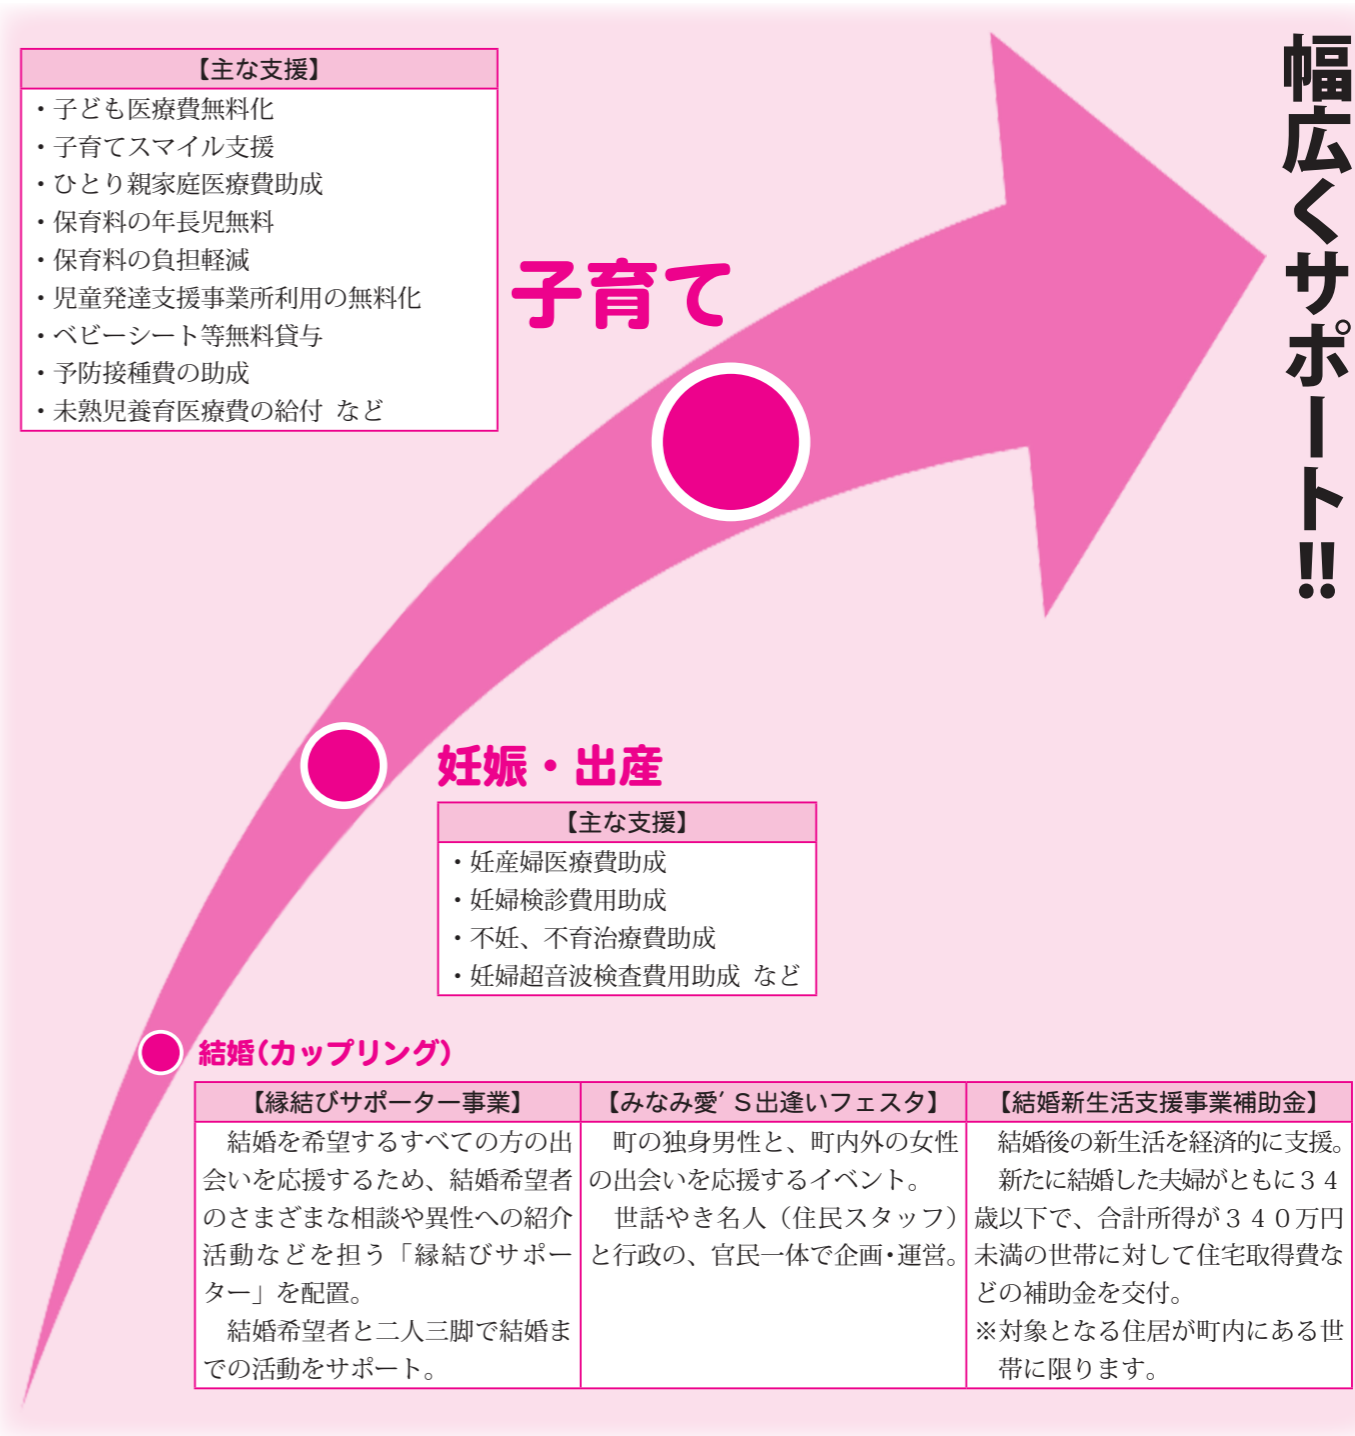 幅広くサポート!!
【主な支援】
・子ども医療費無料化
・子育てスマイル支援
・ひとり親家庭医療費助成
・保育料の年長児無料
・保育料の負担軽減
・児童発達支援事業所利用の無料化
・ベビーシート等無料貸与
・予防接種費の助成
・未熟児養育医療費の給付 など
子育て
妊娠・出産
【主な支援】
・妊産婦医療費助成
・妊婦検診費用助成
・不妊、不育治療費助成
・妊婦超音波検査費用助成 など
結婚(カップリング)
【縁結びサポーター事業】
結婚を希望するすべての方の出
会いを応援するため、結婚希望者
のさまざまな相談や異性への紹介
活動などを担う「縁結びサポー
ター」を配置。
結婚希望者と二人三脚で結婚ま
での活動をサポート。
【みなみ愛’S出逢いフェスタ】
町の独身男性と、町内外の女性
の出会いを応援するイベント。
世話やき名人（住民スタッフ）
と行政の、官民一体で企画・運営。
【結婚新生活支援事業補助金】
結婚後の新生活を経済的に支援。
新たに結婚した夫婦がともに３４
歳以下で、合計所得が３４０万円
未満の世帯に対して住宅取得費な
どの補助金を交付。
※対象となる住居が町内にある世
帯に限ります。